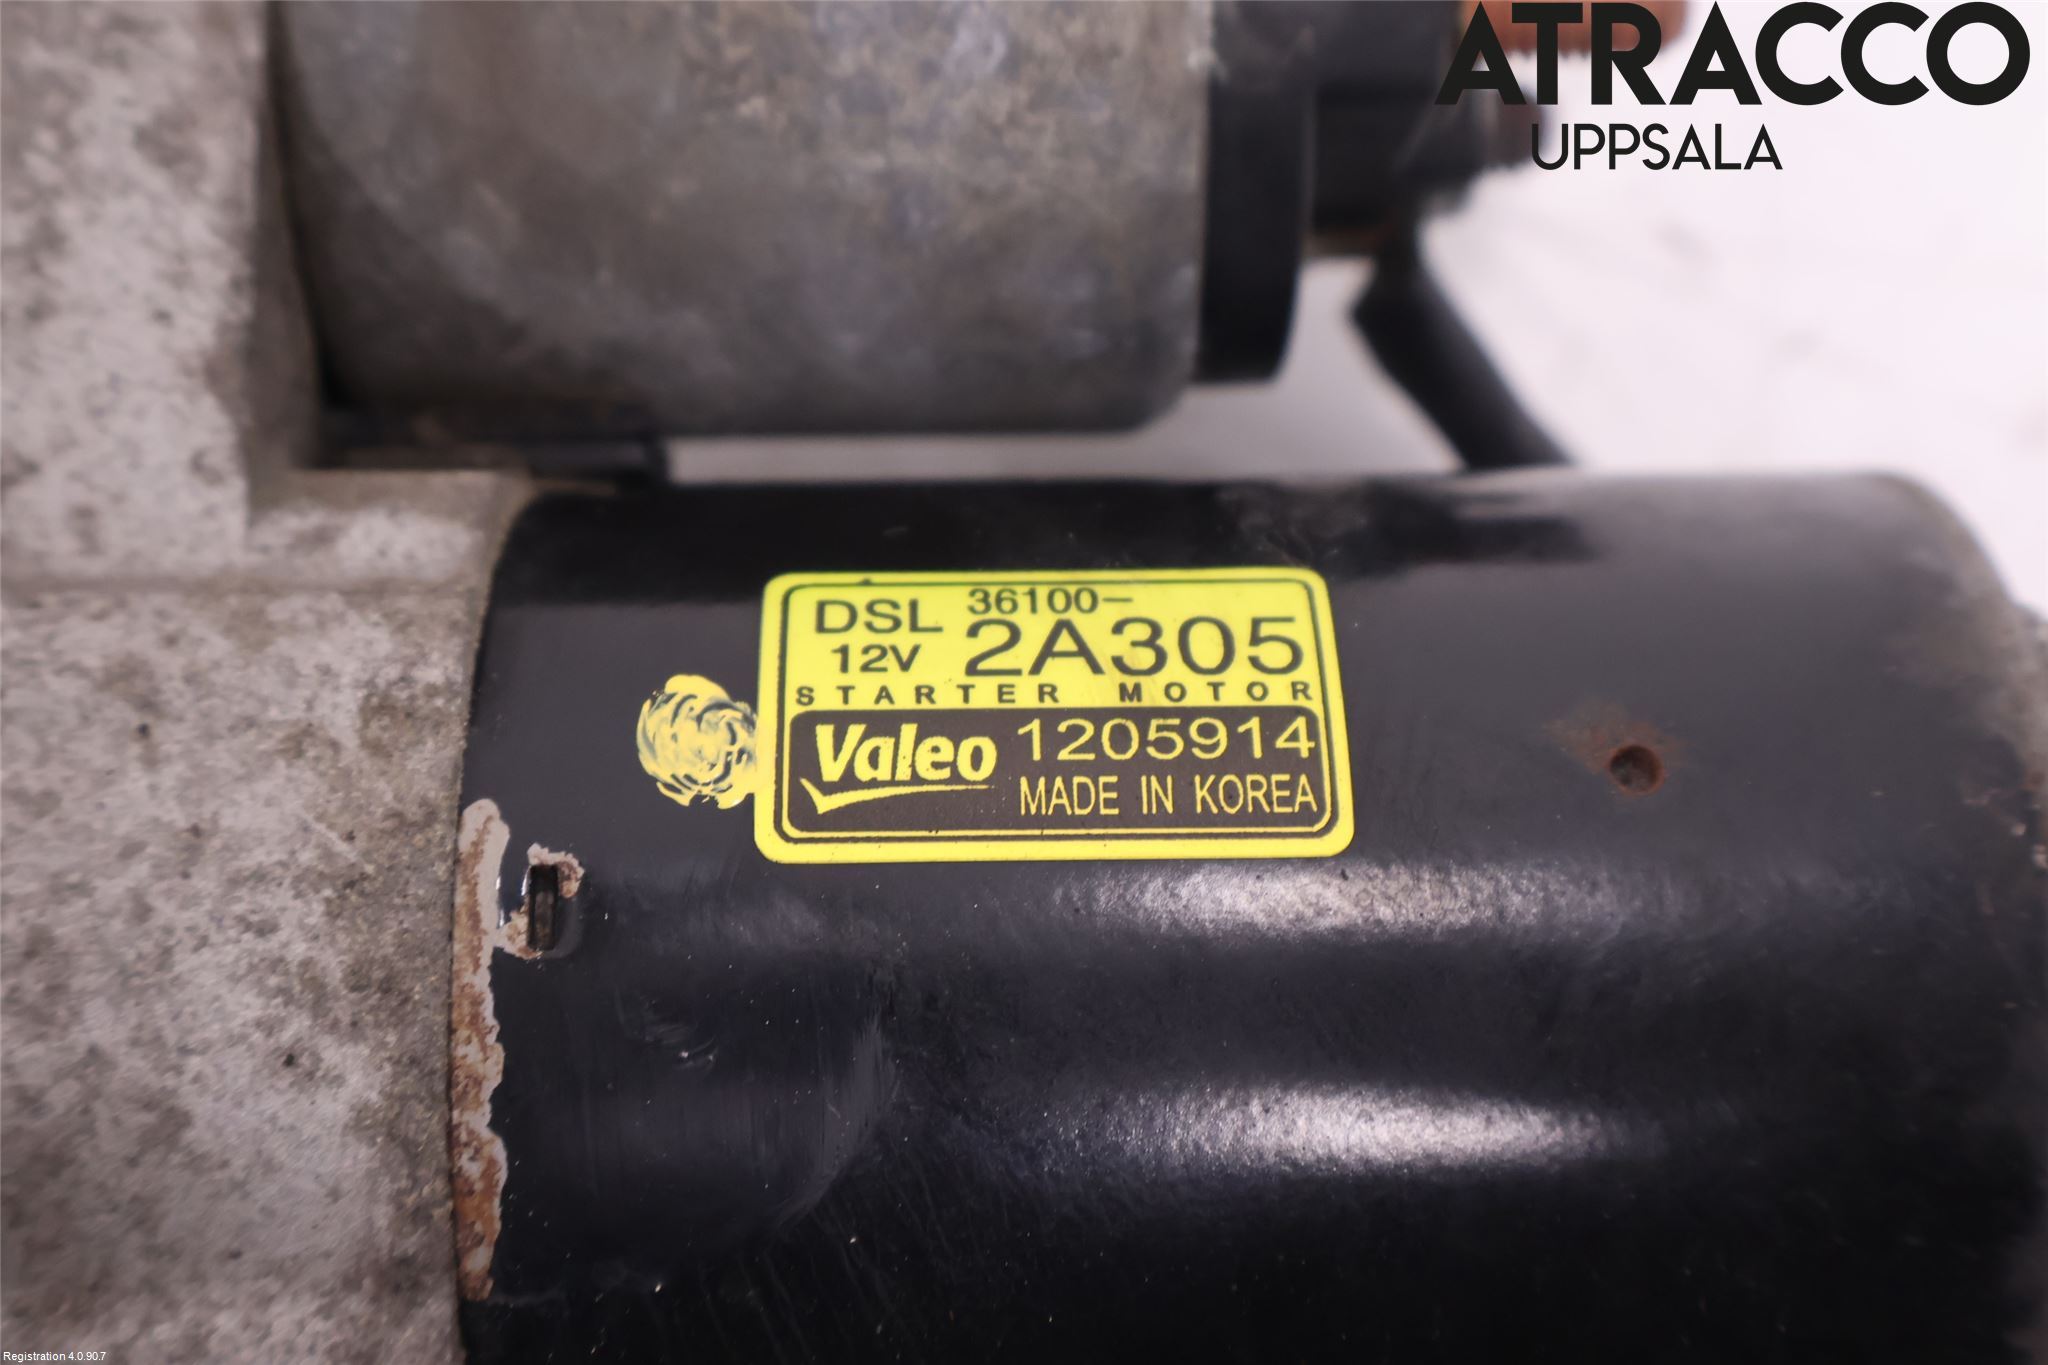 ATRACCO
UPPSALA
DSL 36100-
12V 2A305
STARTER MOTOR
Valeo 1205914
MADE IN KOREA
Registration 4.0.90.7